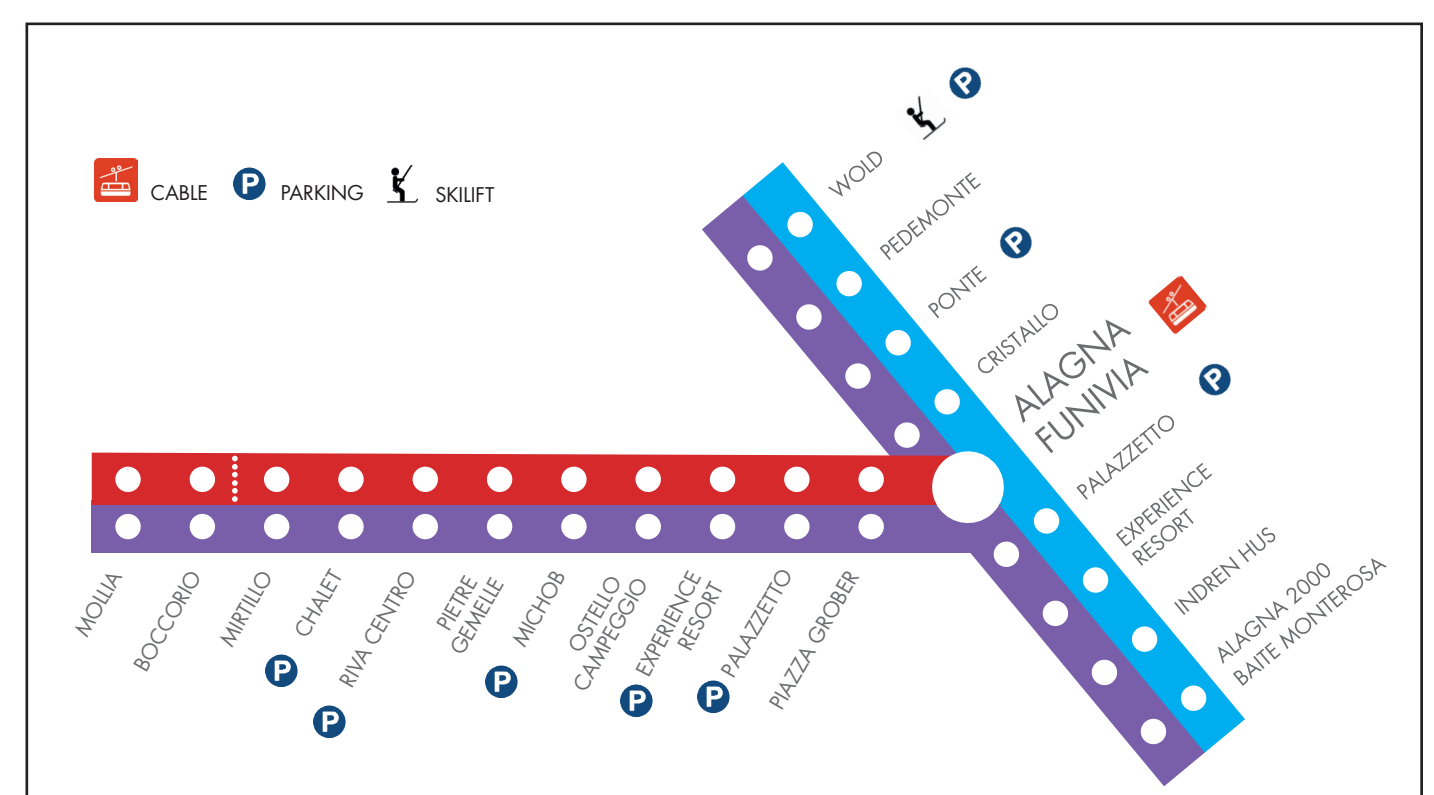 CABLE
P
PARKING
SKILIFT
WOLD
P
PEDEMONTE
PONTE
P
CRISTALLO
ALAGNA
FUNIVIA
PALAZZETTO
P
EXPERIENCE
RESORT
INDREN HUS
ALAGNA 2000
BAITE MONTEROSA
MOLLIA
BOCCORIO
MIRTILLO
CHALET
P
RIVA CENTRO
P
PIETRE
GEMELLE
MICHOB
P
OSTELLO
CAMPEGGIO
EXPERIENCE
RESORT
P
PALAZZETTO
P
PIAZZA GROBER